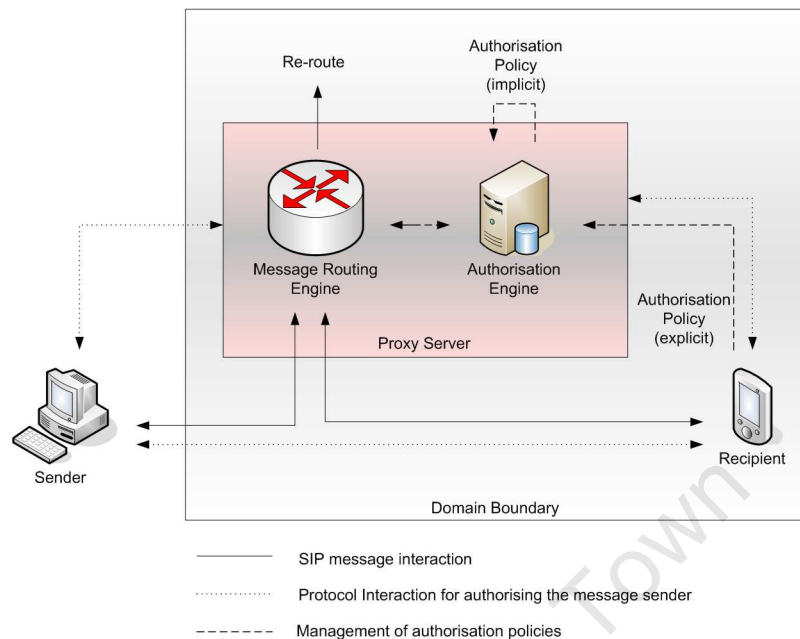 Re-route
Authorisation
Policy
(implicit)
Message Routing
Engine
Authorisation
Engine
Authorisation
Policy
(explicit)
Proxy Server
Sender
Recipient
Domain Boundary
Town
SIP message interaction
Protocol Interaction for authorising the message sender
Management of authorisation policies